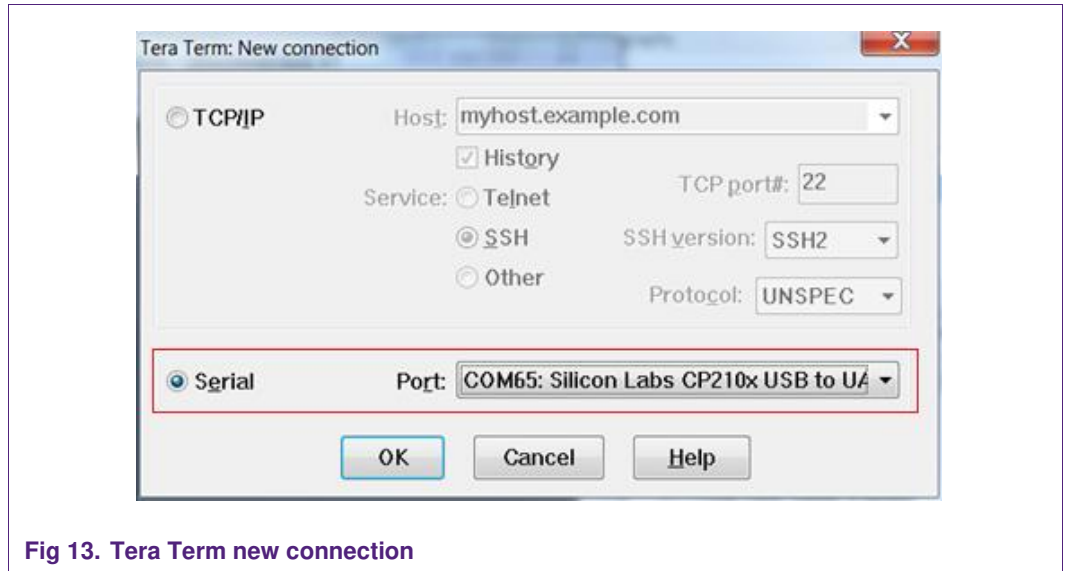 Tera Term: New connection
TCP/IP
Host: myhost.example.com
History
Service: Telnet
TCP port#: 22
SSH
SSH version: SSH2
Other
Protocol: UNSPEC
Serial
Port: COM65: Silicon Labs CP210x USB to UA
OK Cancel Help
Fig 13. Tera Term new connection